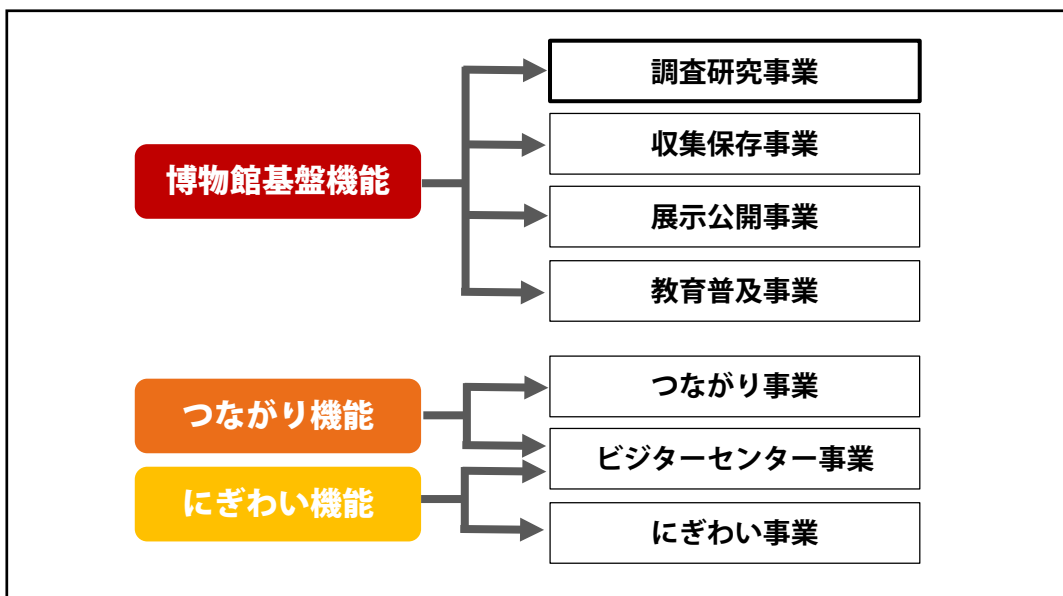 博物館基盤機能
調査研究事業
収集保存事業
展示公開事業
教育普及事業
つながり機能
つながり事業
ビジターセンター事業
にぎわい機能
にぎわい事業